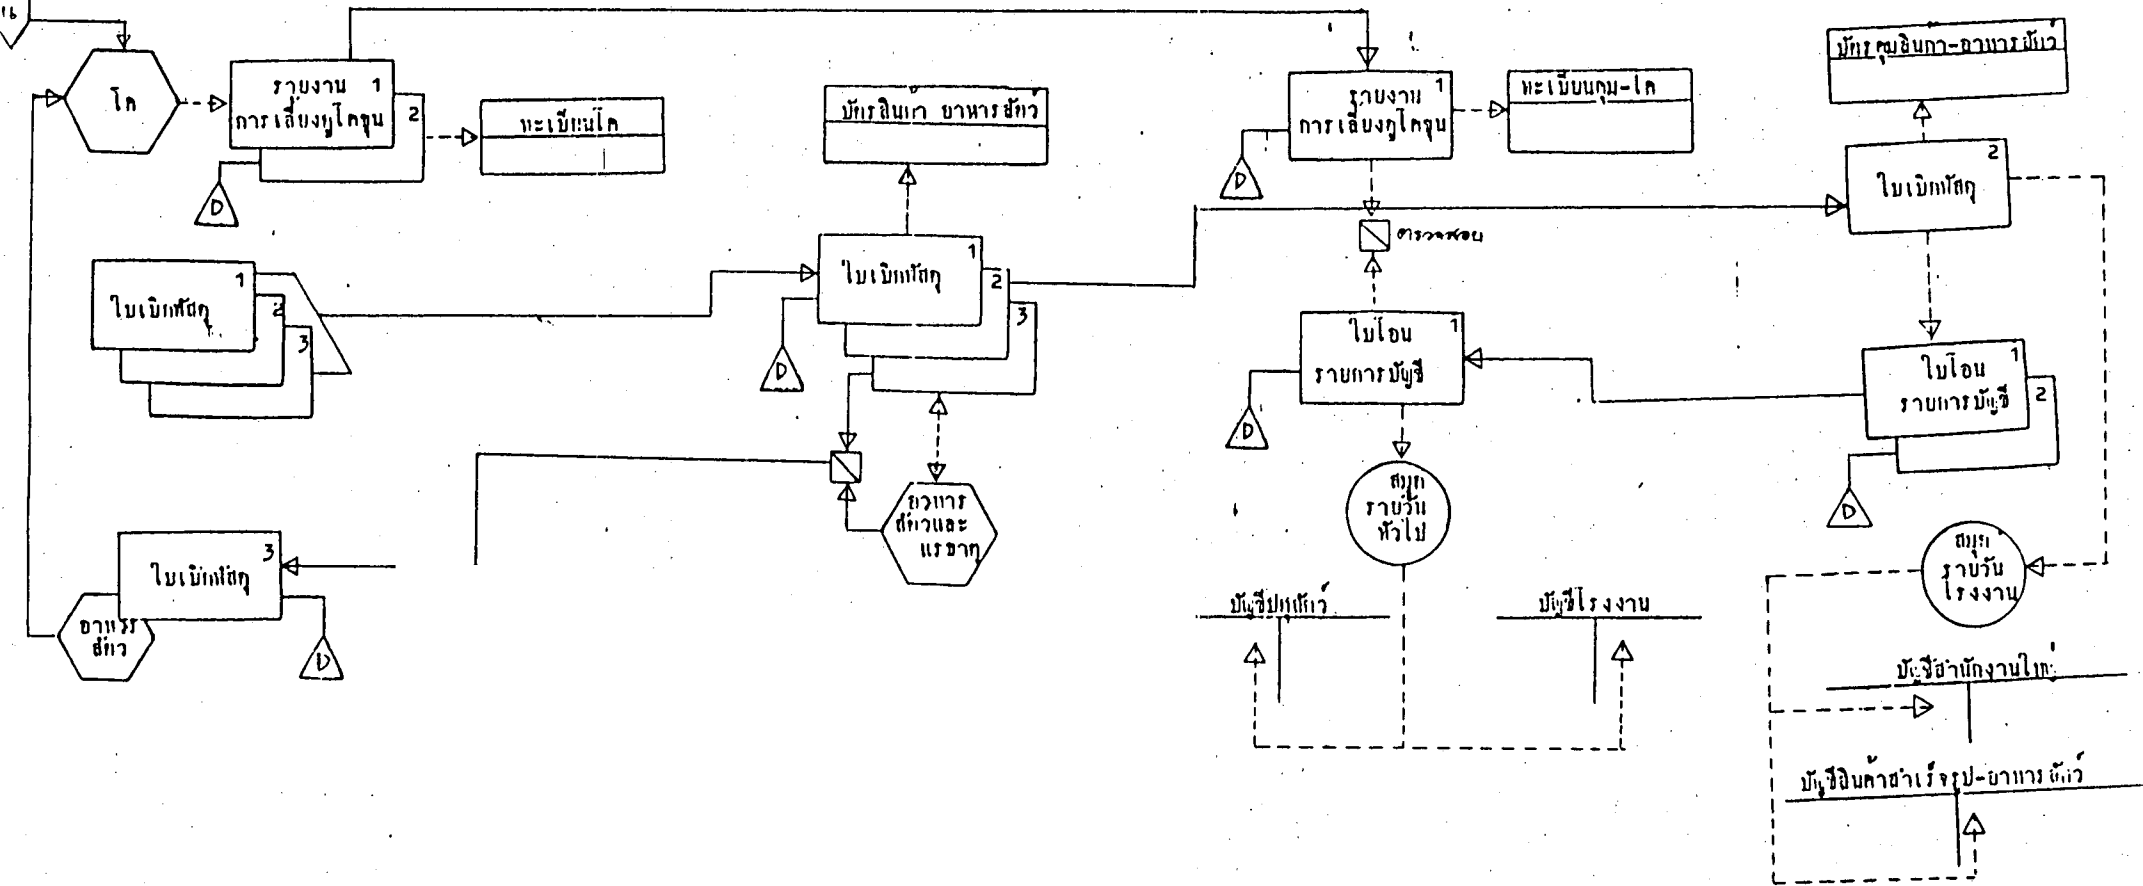 โค
รายงาน 1
การเลี้ยงดูโคขุน
2
D
ทะเบียนโค
บัตรสินค้า อาหารสัตว์
รายงาน 1
การเลี้ยงดูโคขุน
D
ทะเบียนคุม-โค
บัตรคุมสินค้า-อาหารสัตว์
2
ใบเบิกพัสดุ
ตรวจสอบ
1
ใบเบิกพัสดุ
2
3
1
ใบเบิกพัสดุ
2
3
D
ใบโอน 1
รายการบัญชี
D
ใบโอน 1
รายการบัญชี
2
D
สมุด
รายวัน
ทั่วไป
สัตว์และ
แร่ธาตุ
3
ใบเบิกพัสดุ
อาหาร
สัตว์
D
สมุด
รายวัน
โรงงาน
บัญชีปศุสัตว์
บัญชีโรงงาน
บัญชีสำนักงานใหญ่
บัญชีสินค้าสำเร็จรูป-อาหารสัตว์